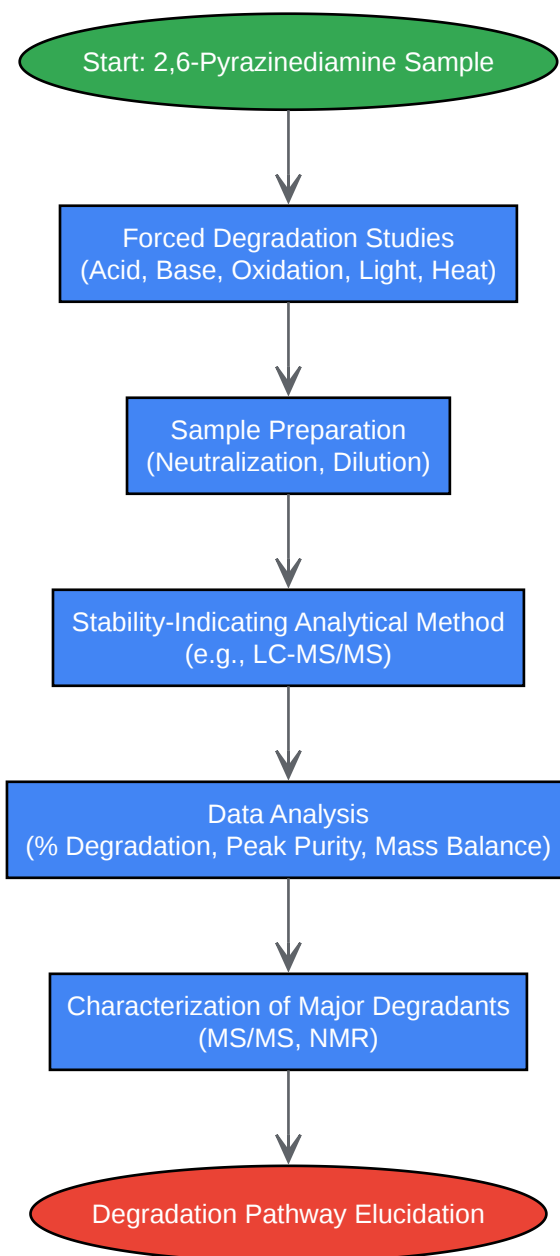 Start: 2,6-Pyrazinediamine Sample
Forced Degradation Studies
(Acid, Base, Oxidation, Light, Heat)
Sample Preparation
(Neutralization, Dilution)
Stability-Indicating Analytical Method
(e.g., LC-MS/MS)
Data Analysis
(% Degradation, Peak Purity, Mass Balance)
Characterization of Major Degradants
(MS/MS, NMR)
Degradation Pathway Elucidation